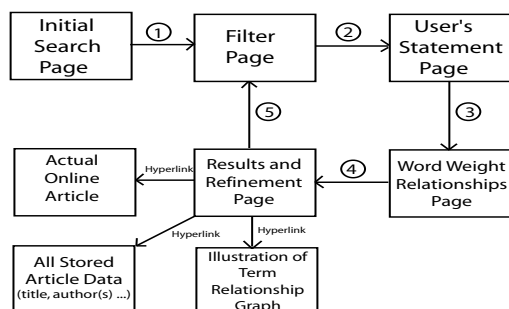 Initial
Search
Page
1
Filter
Page
2
User's
Statement
Page
5
3
Actual
Online
Article
Hyperlink
Results and
Refinement
Page
4
Word Weight
Relationships
Page
Hyperlink
Hyperlink
All Stored
Article Data
(title, author(s) ...)
Illustration of
Term
Relationship
Graph